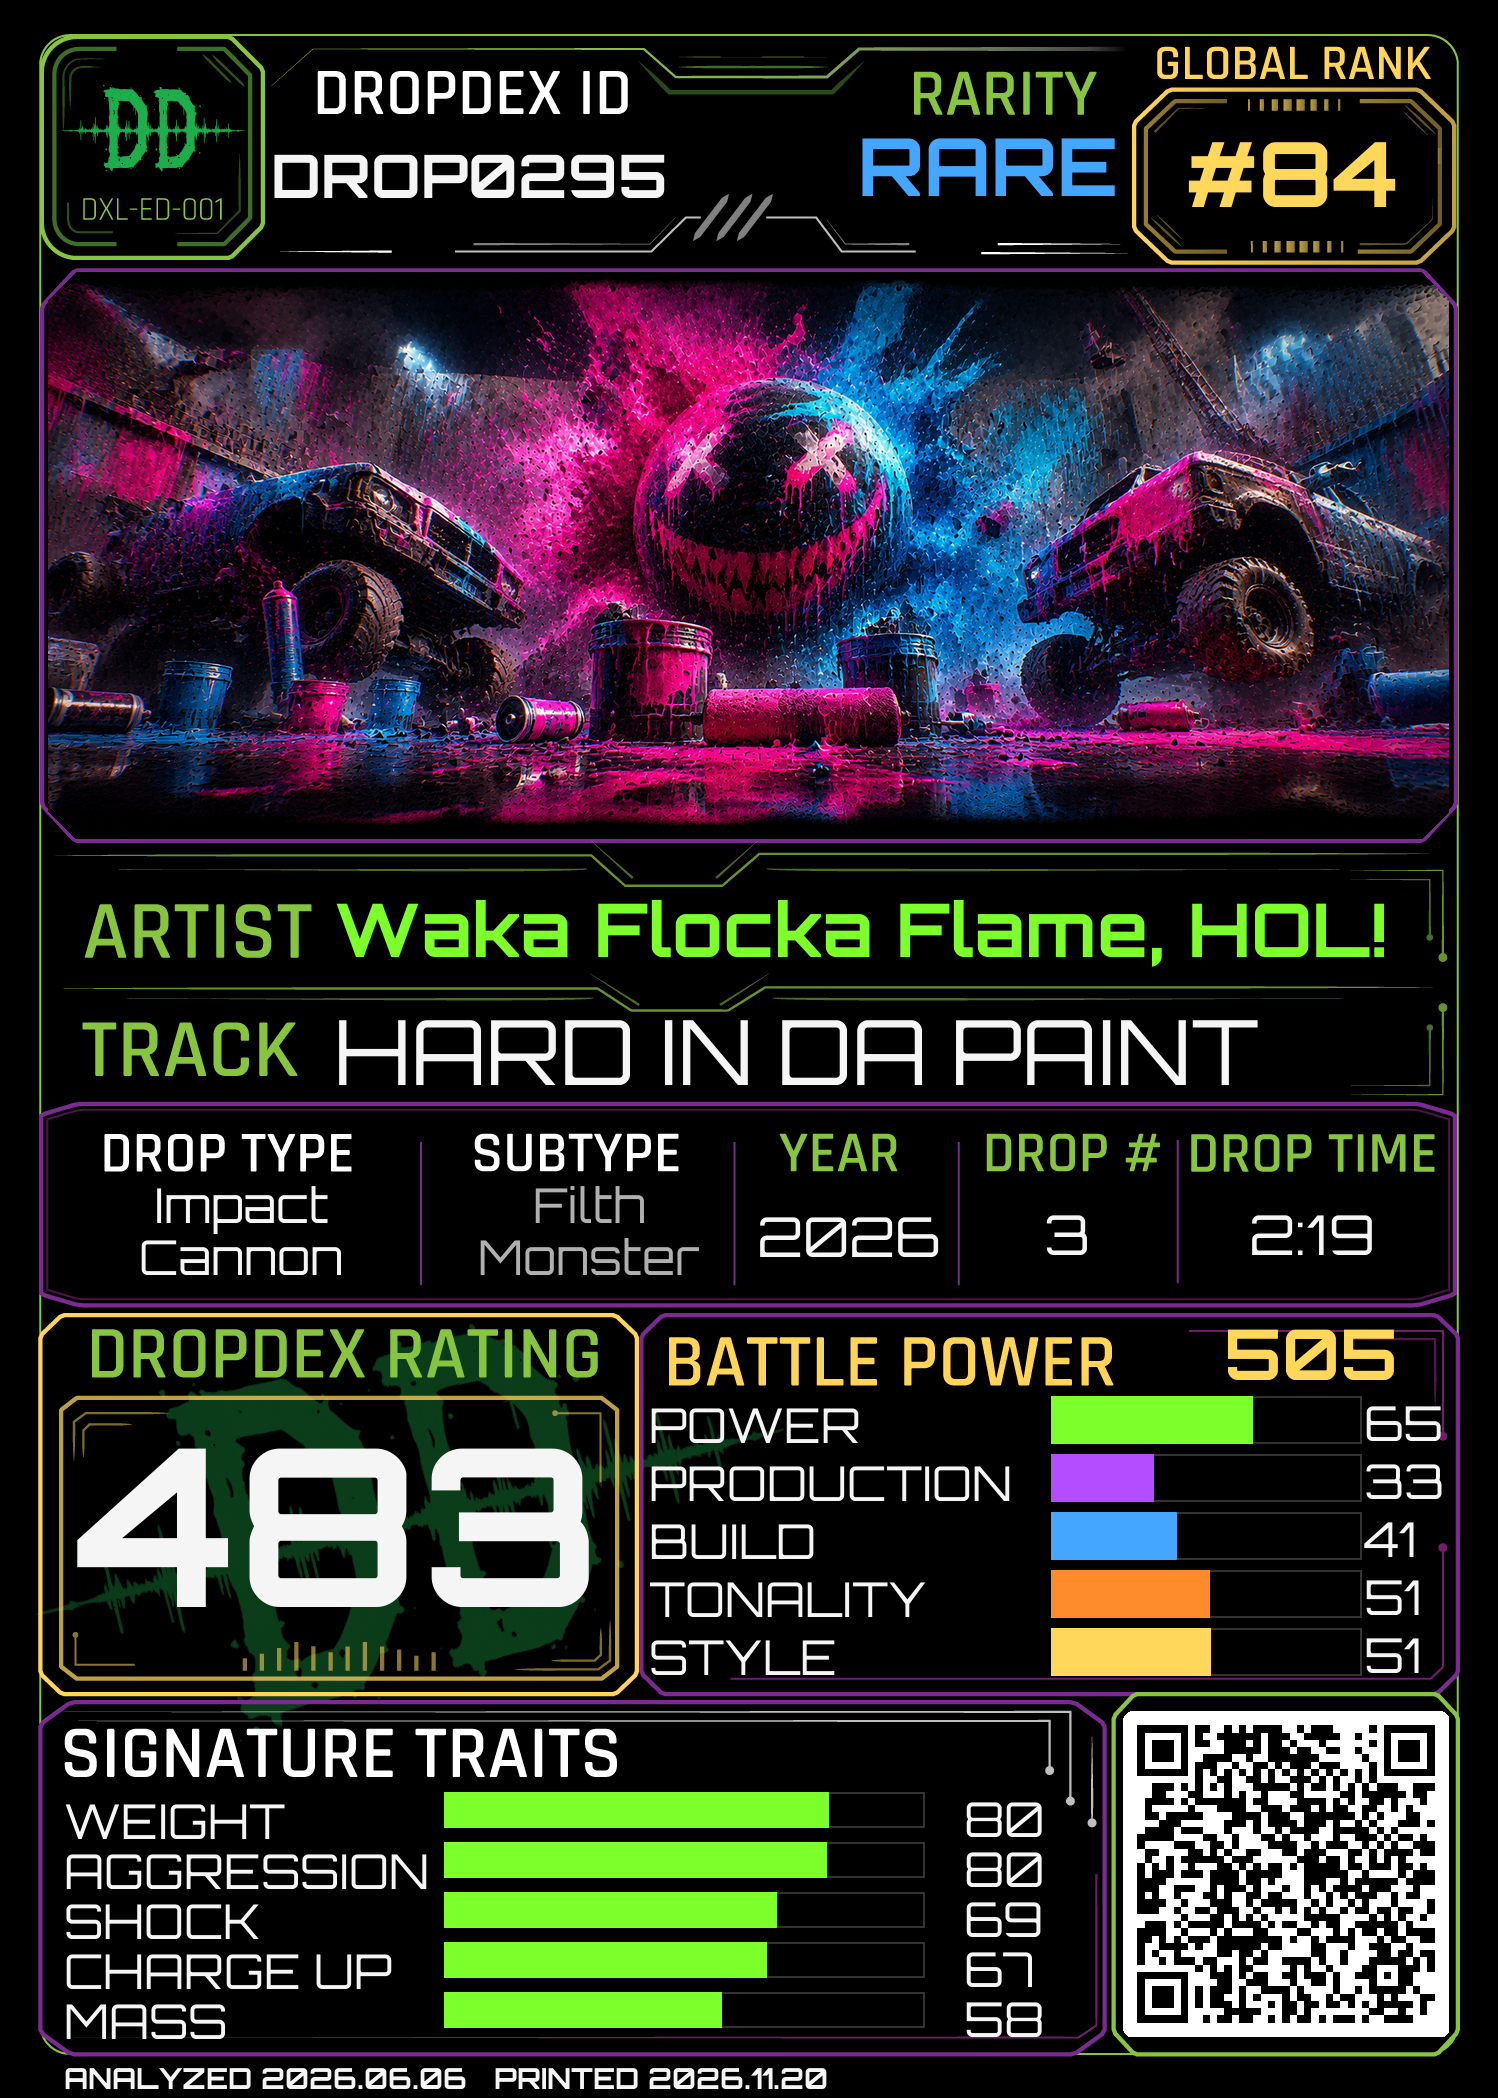 DD
DXL-ED-001
DROPDEX ID
DROP0295
RARITY
RARE
GLOBAL RANK
#84
ARTIST Waka Flocka Flame, HOL!
TRACK HARD IN DA PAINT
DROP TYPE
Impact
Cannon
SUBTYPE
Filth
Monster
YEAR
2026
DROP #
3
DROP TIME
2:19
DROPDEX RATING
483
BATTLE POWER 505
POWER 65
PRODUCTION 33
BUILD 41
TONALITY 51
STYLE 51
SIGNATURE TRAITS
WEIGHT 80
AGGRESSION 80
SHOCK 69
CHARGE UP 67
MASS 58
ANALYZED 2026.06.06 PRINTED 2026.11.20